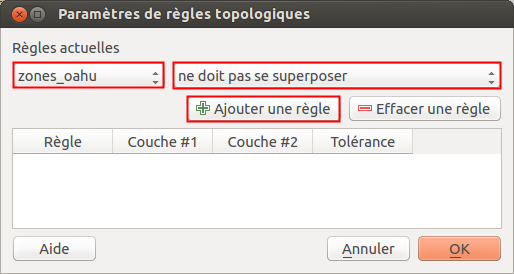 Paramètres de règles topologiques
Règles actuelles
zones_oahu ne doit pas se superposer
Ajouter une règle Effacer une règle
Règle Couche #1 Couche #2 Tolérance
Aide Annuler OK